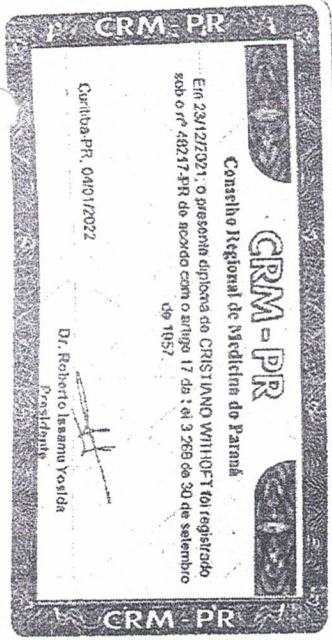 CRM - PR
CRM - PR
Conselho Regional de Medicina do Paraná
Em 23/12/2021, o presente diploma de CRISTIANO WITHOFT foi registrado
sob o nº 48217-PR de acordo com o artigo 17 da Lei 3.268 de 30 de setembro
de 1957.
Curitiba-PR, 04/01/2022
Dr. Roberto Issamu Yosida
Presidente
CRM - PR